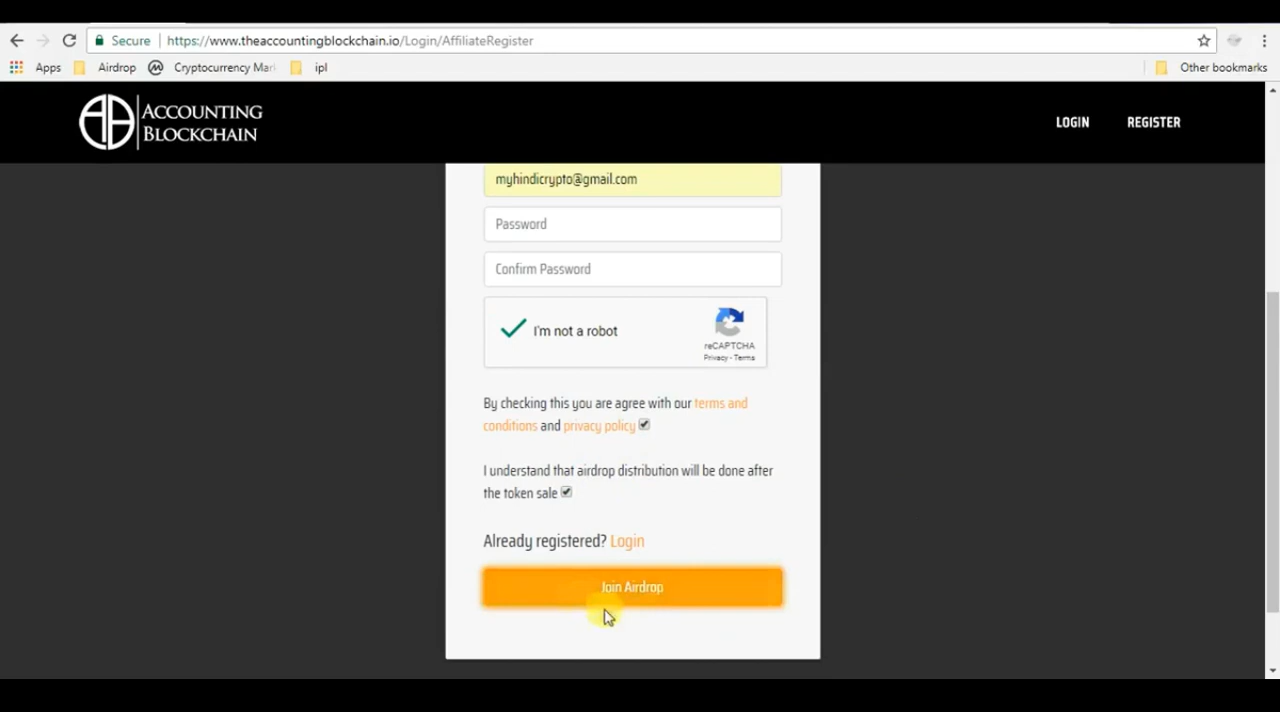 Secure
https://www.theaccountingblockchain.io/Login/AffiliateRegister
Apps Airdrop Cryptocurrency Mar ipl Other bookmarks
ACCOUNTING
BLOCKCHAIN
LOGIN REGISTER
myhindicrypto@gmail.com
Password
Confirm Password
I'm not a robot
reCAPTCHA
Privacy - Terms
By checking this you are agree with our terms and
conditions and privacy policy
I understand that airdrop distribution will be done after
the token sale
Already registered? Login
Join Airdrop